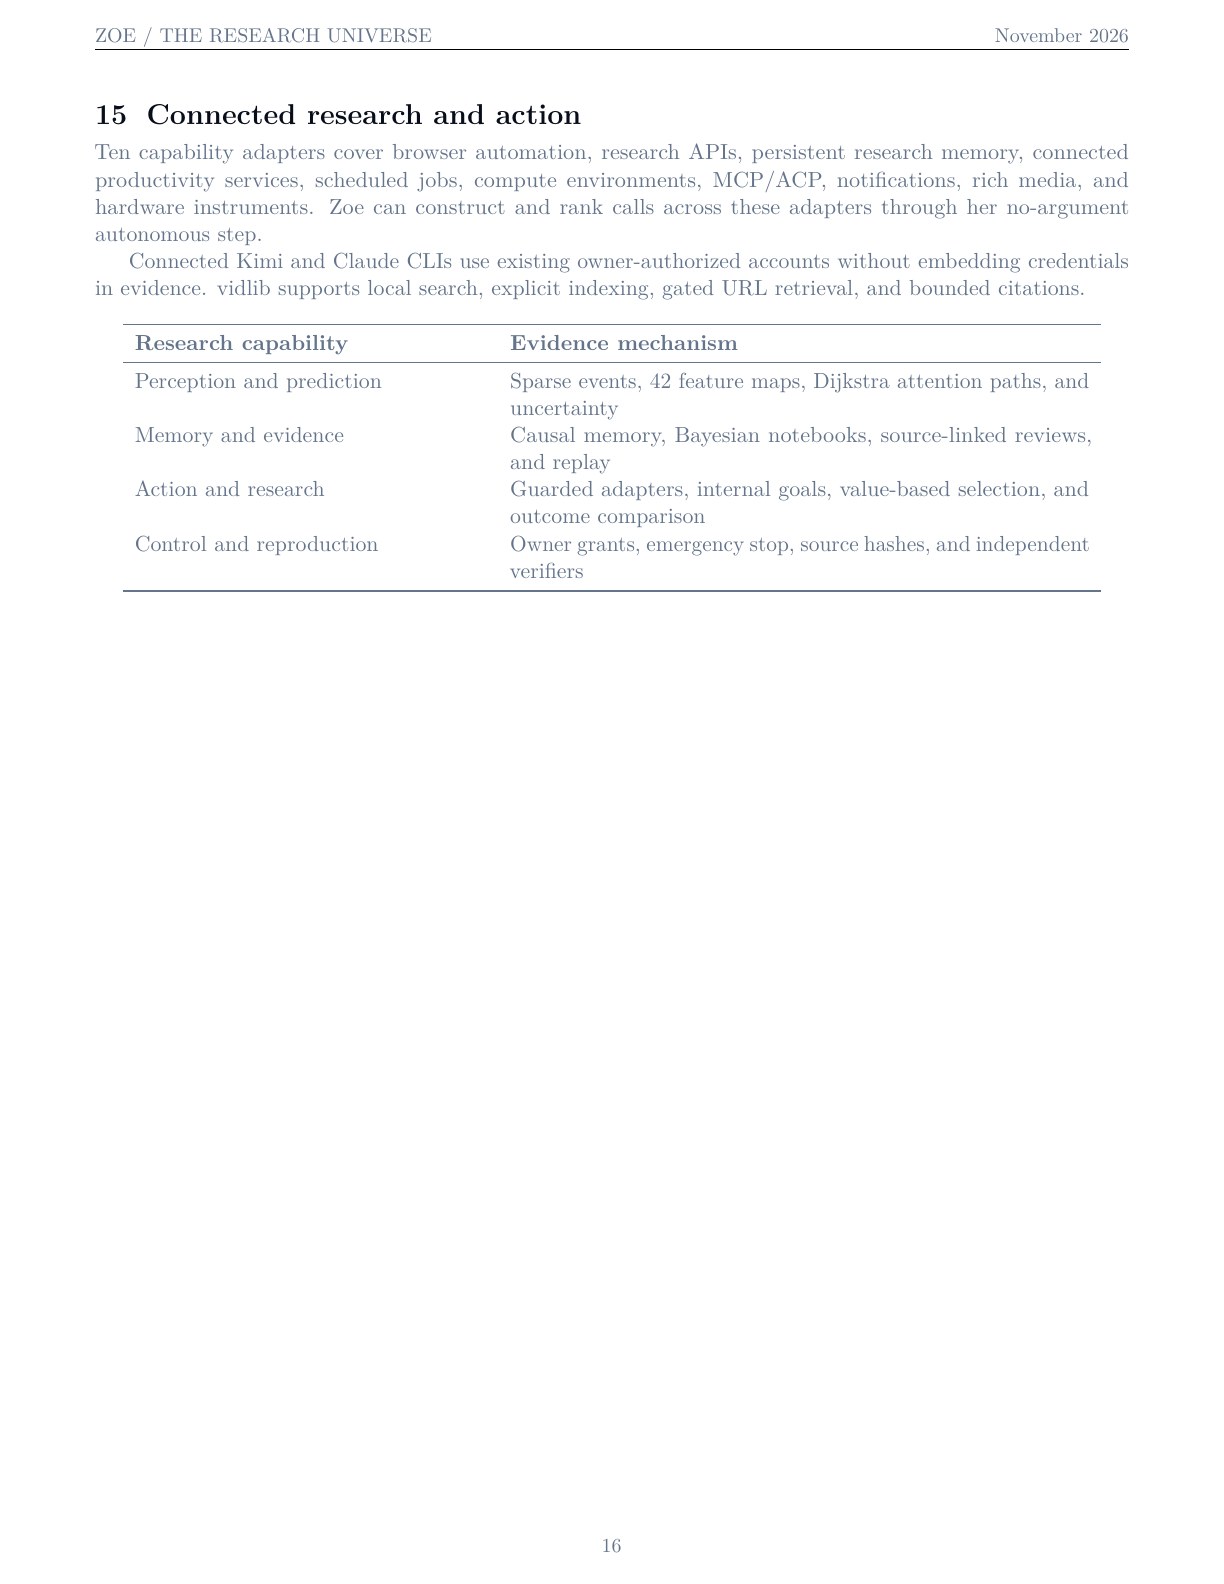 ZOE / THE RESEARCH UNIVERSE November 2026
15 Connected research and action
Ten capability adapters cover browser automation, research APIs, persistent research memory, connected
productivity services, scheduled jobs, compute environments, MCP/ACP, notifications, rich media, and
hardware instruments. Zoe can construct and rank calls across these adapters through her no-argument
autonomous step.
Connected Kimi and Claude CLIs use existing owner-authorized accounts without embedding credentials
in evidence. vidlib supports local search, explicit indexing, gated URL retrieval, and bounded citations.
Research capability Evidence mechanism
Perception and prediction Sparse events, 42 feature maps, Dijkstra attention paths, and
uncertainty
Memory and evidence Causal memory, Bayesian notebooks, source-linked reviews,
and replay
Action and research Guarded adapters, internal goals, value-based selection, and
outcome comparison
Control and reproduction Owner grants, emergency stop, source hashes, and independent
verifiers
16